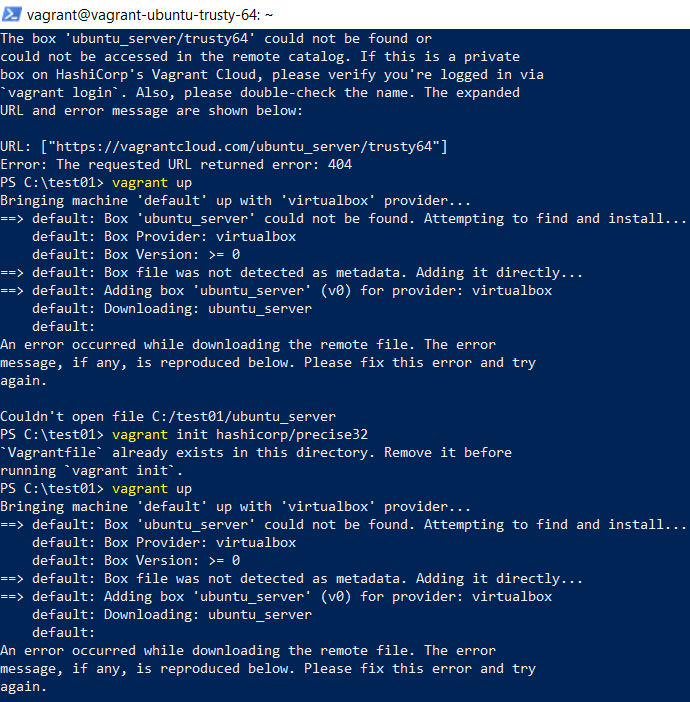 vagrant@vagrant-ubuntu-trusty-64: ~
The box 'ubuntu_server/trusty64' could not be found or
could not be accessed in the remote catalog. If this is a private
box on HashiCorp's Vagrant Cloud, please verify you're logged in via
`vagrant login`. Also, please double-check the name. The expanded
URL and error message are shown below:

URL: ["https://vagrantcloud.com/ubuntu_server/trusty64"]
Error: The requested URL returned error: 404
PS C:\test01> vagrant up
Bringing machine 'default' up with 'virtualbox' provider...
==> default: Box 'ubuntu_server' could not be found. Attempting to find and install...
    default: Box Provider: virtualbox
    default: Box Version: >= 0
==> default: Box file was not detected as metadata. Adding it directly...
==> default: Adding box 'ubuntu_server' (v0) for provider: virtualbox
    default: Downloading: ubuntu_server
    default:
An error occurred while downloading the remote file. The error
message, if any, is reproduced below. Please fix this error and try
again.

Couldn't open file C:/test01/ubuntu_server
PS C:\test01> vagrant init hashicorp/precise32
`Vagrantfile` already exists in this directory. Remove it before
running `vagrant init`.
PS C:\test01> vagrant up
Bringing machine 'default' up with 'virtualbox' provider...
==> default: Box 'ubuntu_server' could not be found. Attempting to find and install...
    default: Box Provider: virtualbox
    default: Box Version: >= 0
==> default: Box file was not detected as metadata. Adding it directly...
==> default: Adding box 'ubuntu_server' (v0) for provider: virtualbox
    default: Downloading: ubuntu_server
    default:
An error occurred while downloading the remote file. The error
message, if any, is reproduced below. Please fix this error and try
again.